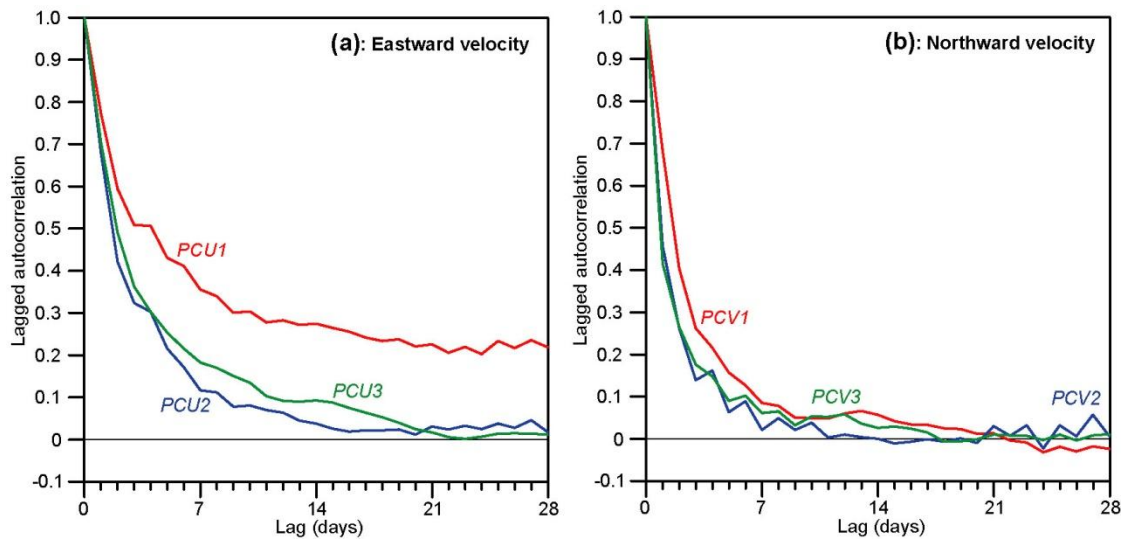 (a): Eastward velocity
Lagged autocorrelation
1.0
0.9
0.8
0.7
0.6
0.5
0.4
0.3
0.2
0.1
0
-0.1
PCU1
PCU2
PCU3
0 7 14 21 28
Lag (days)
(b): Northward velocity
Lagged autocorrelation
1.0
0.9
0.8
0.7
0.6
0.5
0.4
0.3
0.2
0.1
0
-0.1
PCV1
PCV3
PCV2
0 7 14 21 28
Lag (days)